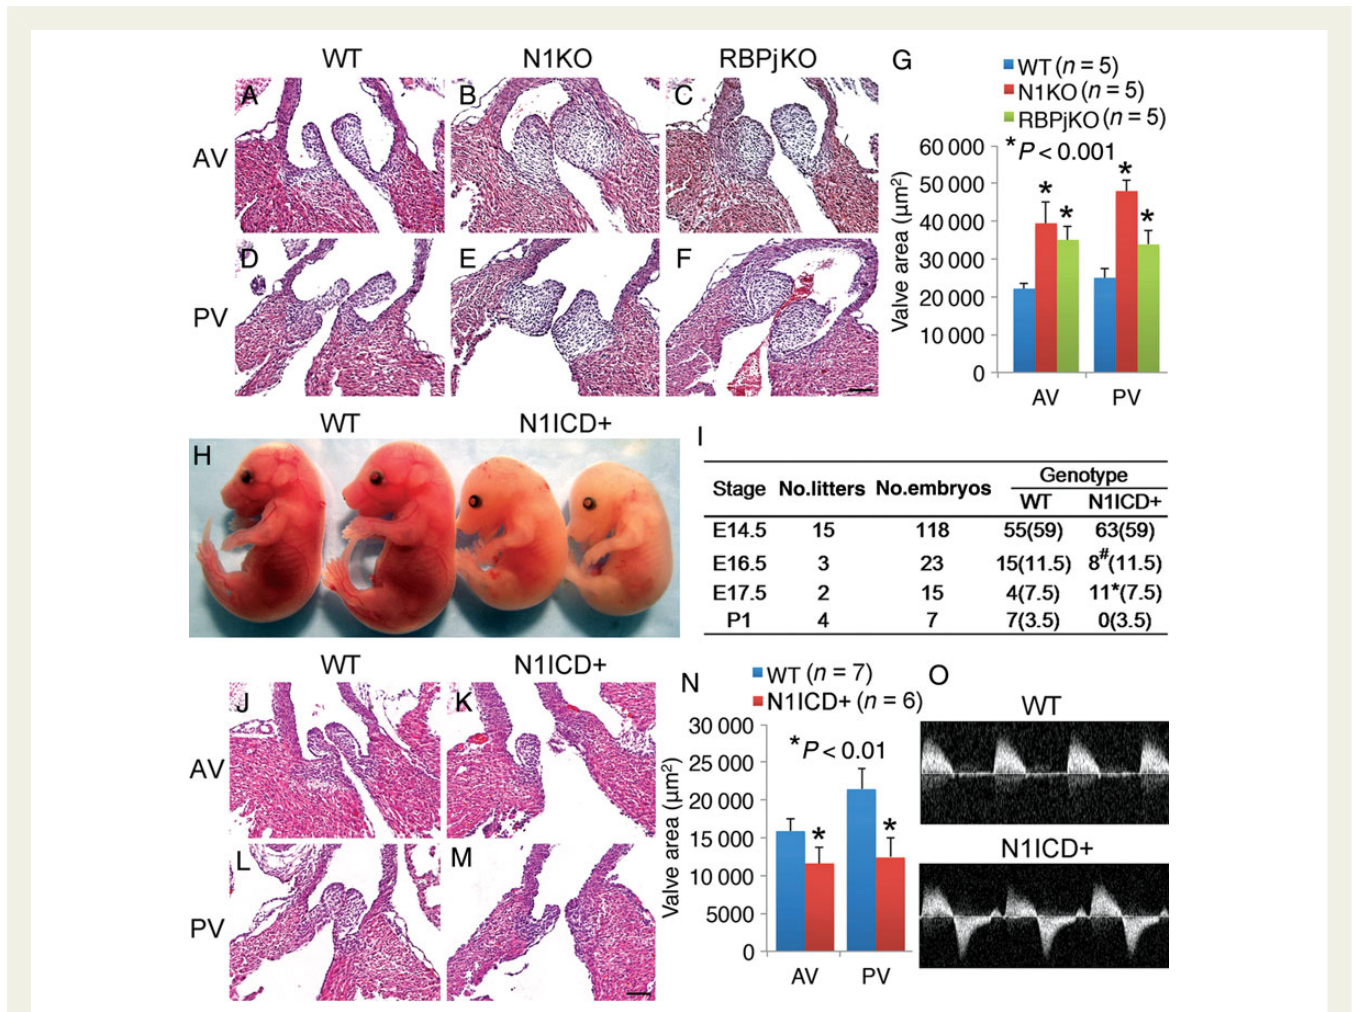 WT N1KO RBPjKO
A B C
AV
D E F
PV
G
WT (n = 5)
N1KO (n = 5)
RBPjKO (n = 5)
*P < 0.001
60 000
50 000
40 000
30 000
20 000
10 000
0
Valve area (µm²)
* * * *
AV PV
WT N1ICD+
H
I
Stage No.litters No.embryos Genotype
WT N1ICD+
E14.5 15 118 55(59) 63(59)
E16.5 3 23 15(11.5) 8#(11.5)
E17.5 2 15 4(7.5) 11*(7.5)
P1 4 7 7(3.5) 0(3.5)
WT N1ICD+
J K
AV
L M
PV
N
WT (n = 7)
N1ICD+ (n = 6)
*P < 0.01
30 000
25 000
20 000
15 000
10 000
5000
0
Valve area (µm²)
* *
AV PV
O
WT
N1ICD+